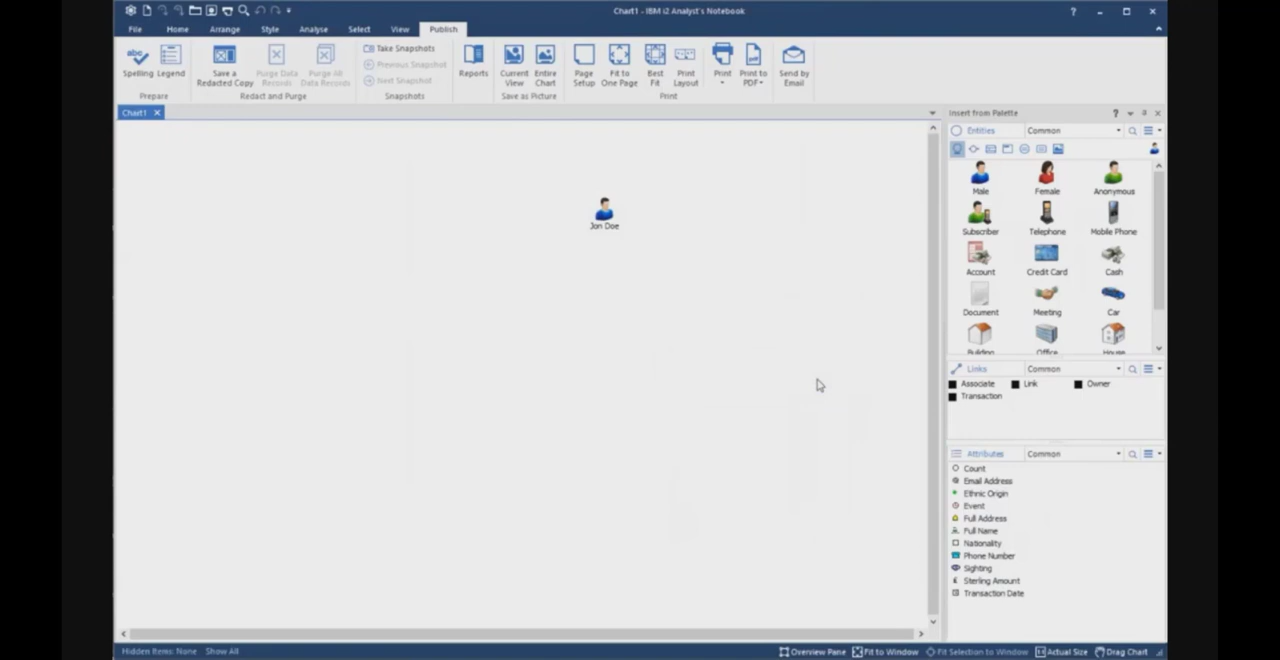 Chart1 - IBM i2 Analyst's Notebook
File Home Arrange Style Analyse Select View Publish
abc Spelling Legend Save a Redacted Copy Purge Data Records Purge All Data Records Take Snapshots Previous Snapshot Next Snapshot Reports Current View Entire Chart Page Setup Fit to One Page Best Fit Print Layout Print Print to PDF Send by Email
Prepare Redact and Purge Snapshots Save as Picture Print
Chart1
Jon Doe
Insert from Palette
Entities Common
Male Female Anonymous
Subscriber Telephone Mobile Phone
Account Credit Card Cash
Document Meeting Car
Building Office House
Links Common
Associate Link Owner
Transaction
Attributes Common
Count
Email Address
Ethnic Origin
Event
Full Address
Full Name
Nationality
Phone Number
Sighting
Sterling Amount
Transaction Date
Hidden Items: None Show All Overview Pane Fit to Window Fit Selection to Window Actual Size Drag Chart